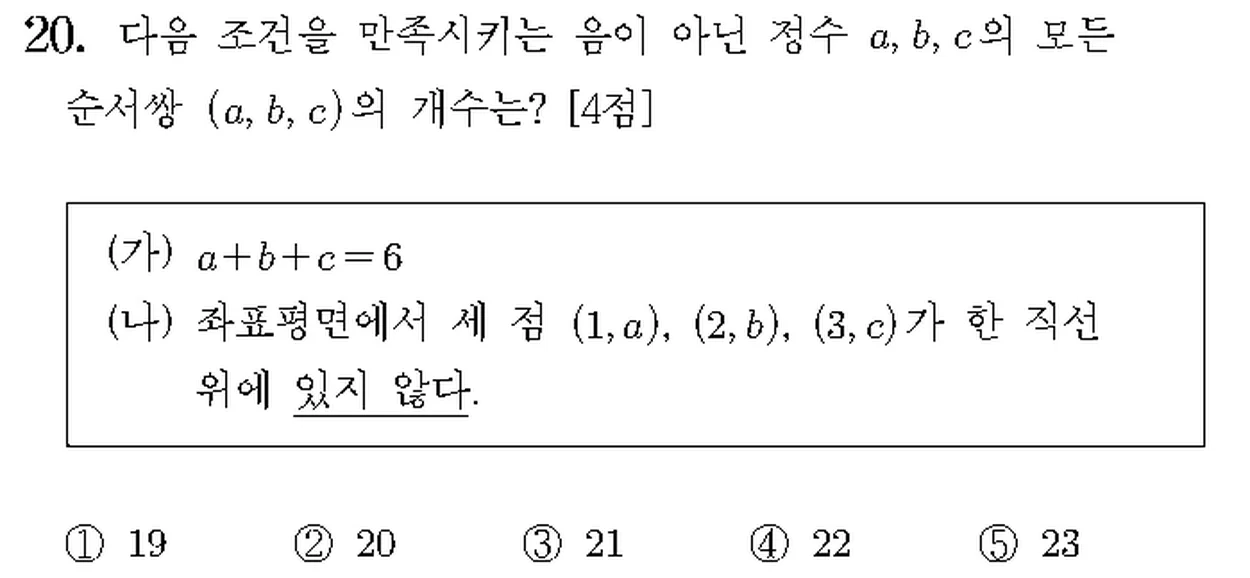 20. 다음 조건을 만족시키는 음이 아닌 정수 a, b, c의 모든
순서쌍 (a, b, c)의 개수는? [4점]
(가) a+b+c=6
(나) 좌표평면에서 세 점 (1, a), (2, b), (3, c)가 한 직선
위에 있지 않다.
① 19 ② 20 ③ 21 ④ 22 ⑤ 23